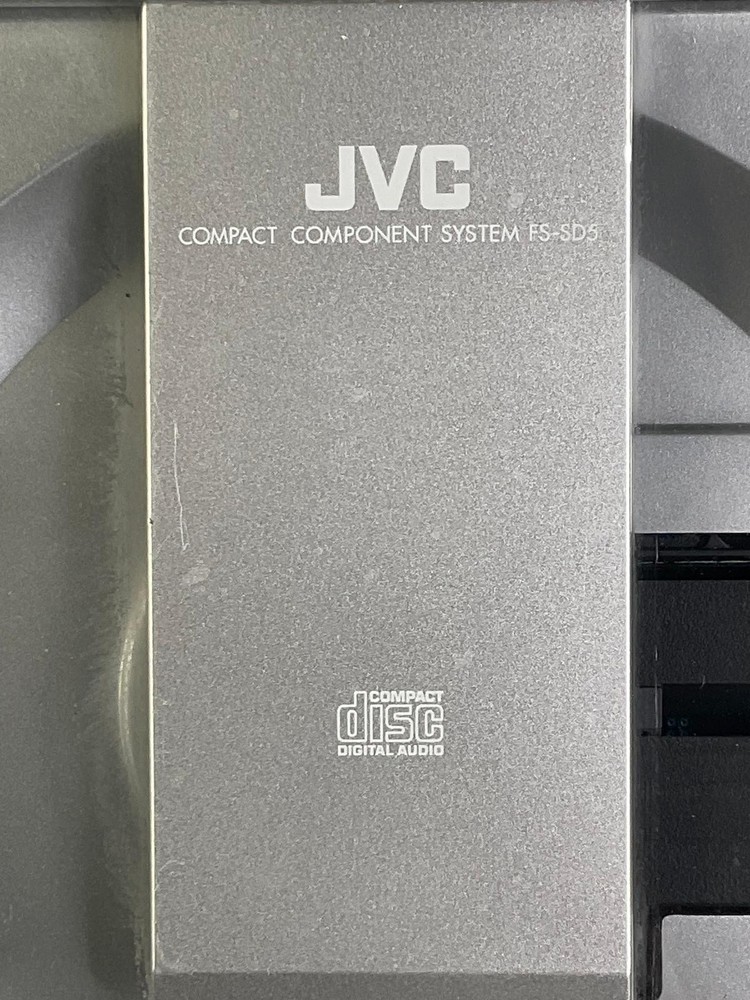 JVC
COMPACT COMPONENT SYSTEM FS-SD5
COMPACT
disc
DIGITAL AUDIO